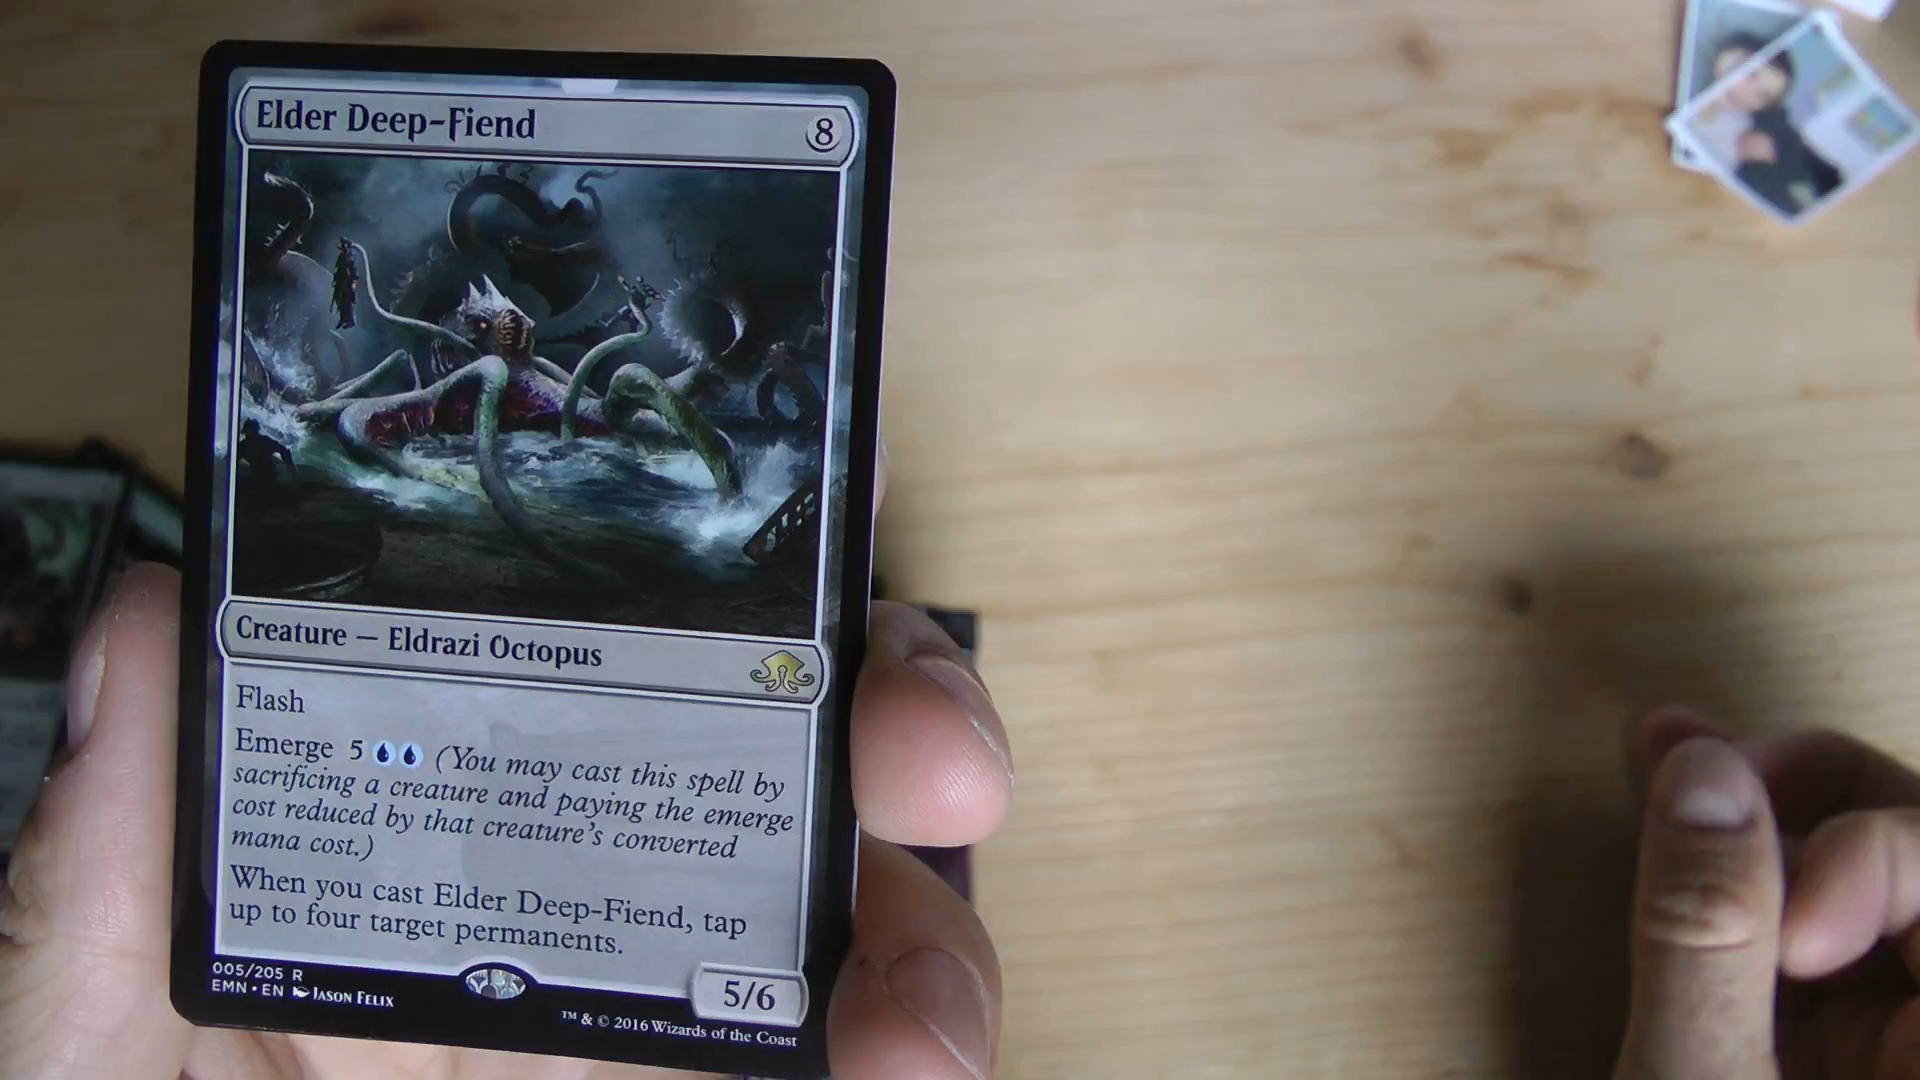 Elder Deep-Fiend 8
Creature — Eldrazi Octopus
Flash
Emerge 5 (You may cast this spell by
sacrificing a creature and paying the emerge
cost reduced by that creature's converted
mana cost.)
When you cast Elder Deep-Fiend, tap
up to four target permanents.
005/205 R
EMN • EN Jason Felix
5/6
™ & © 2016 Wizards of the Coast